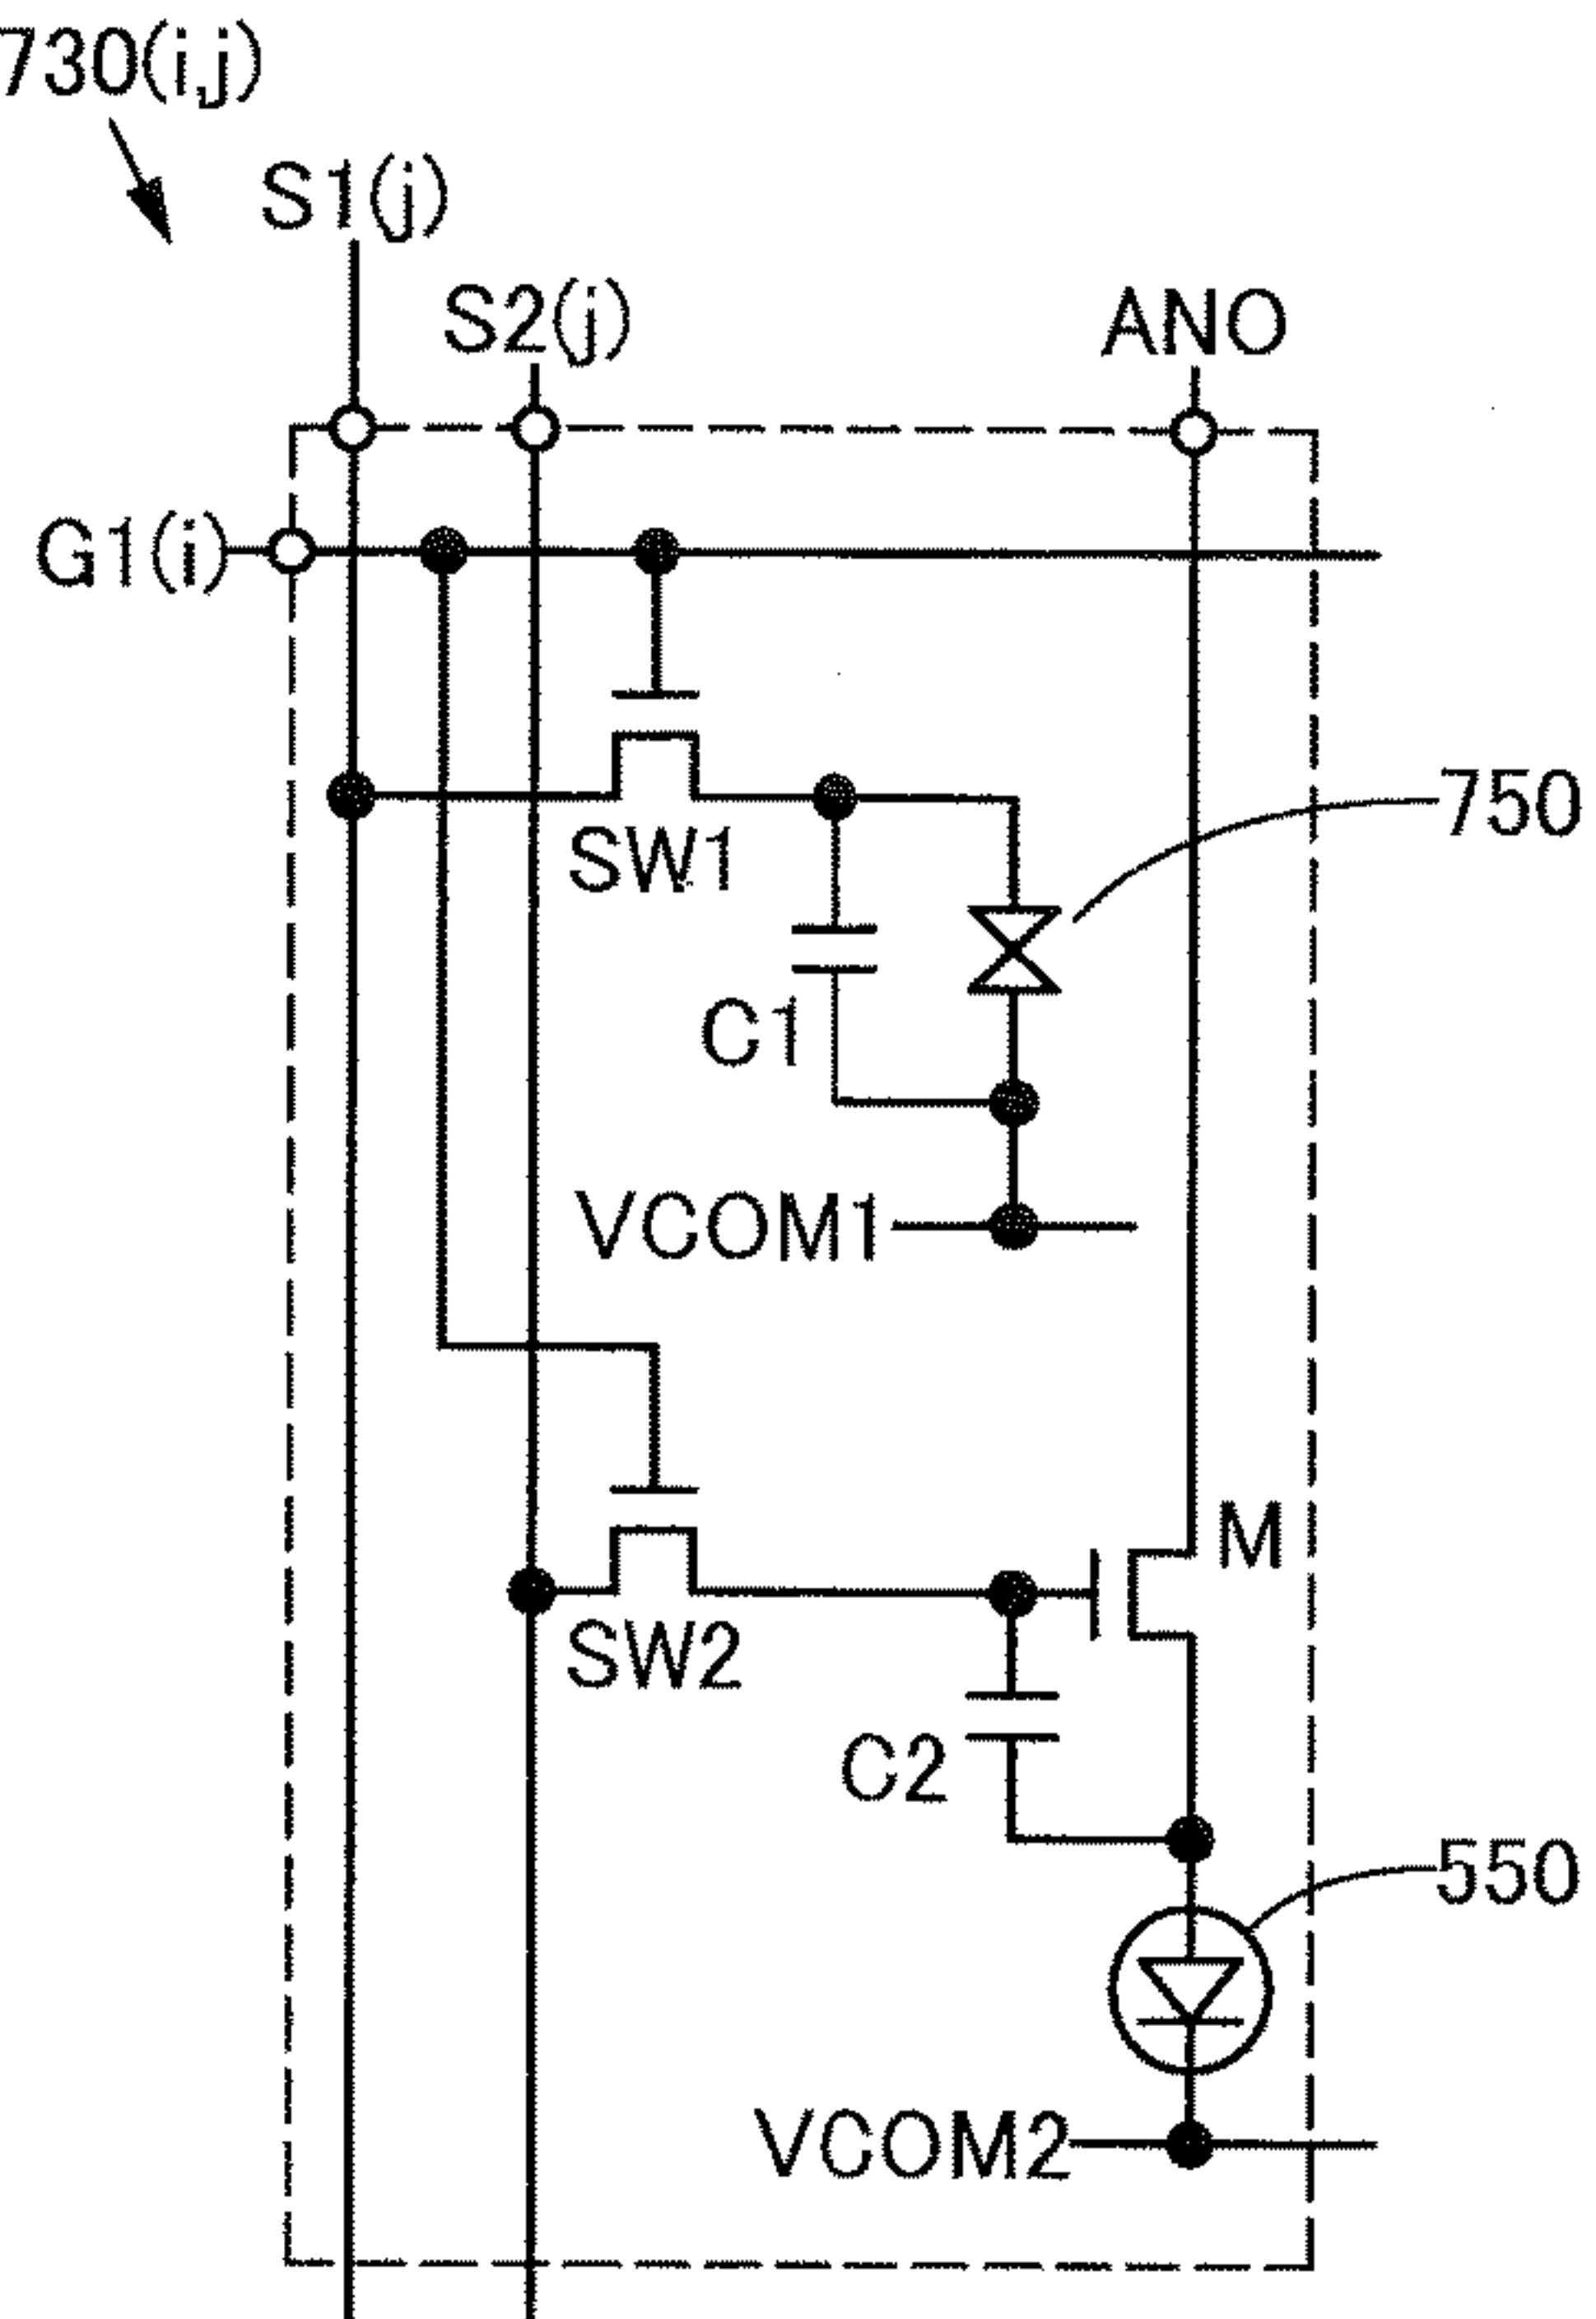 730(i,j)
S1(j)
S2(j)
ANO
G1(i)
750
SW1
C1
VCOM1
M
SW2
C2
550
VCOM2